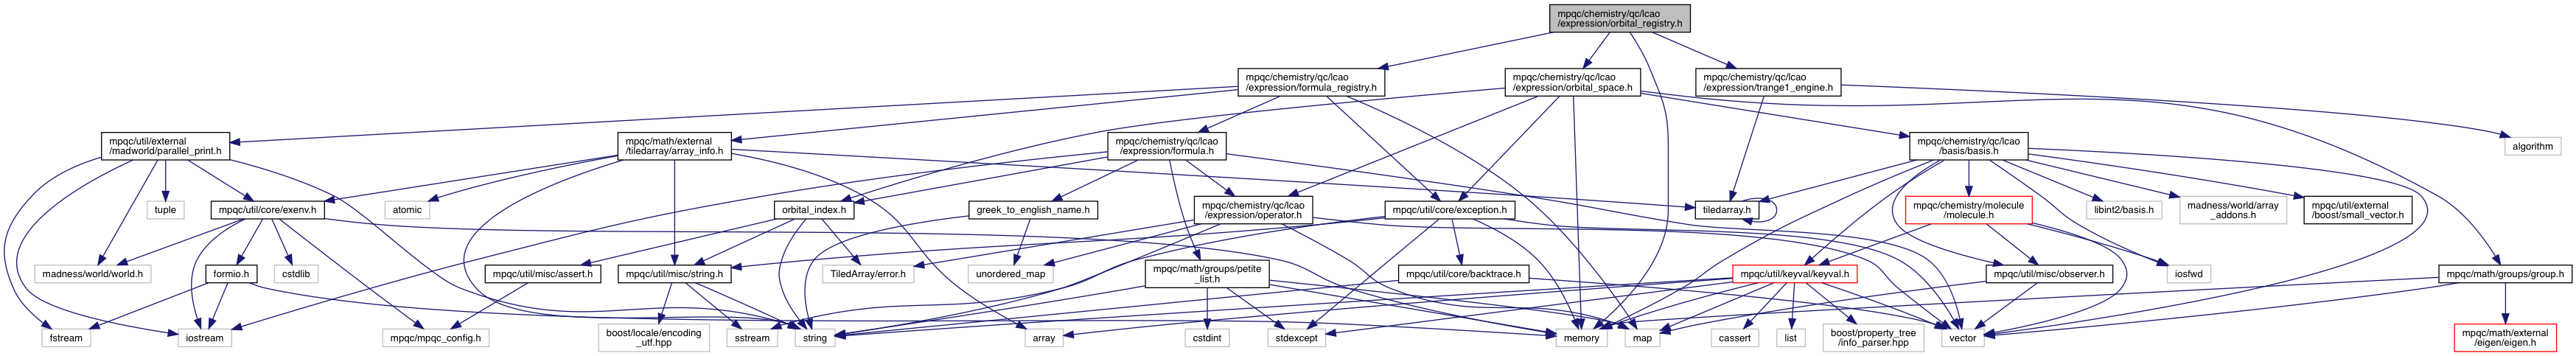 mpqc/chemistry/qc/lcao
/expression/orbital_registry.h
mpqc/chemistry/qc/lcao
/expression/formula_registry.h
mpqc/chemistry/qc/lcao
/expression/orbital_space.h
mpqc/chemistry/qc/lcao
/expression/trange1_engine.h
mpqc/util/external
/madworld/parallel_print.h
mpqc/math/external
/tiledarray/array_info.h
mpqc/chemistry/qc/lcao
/expression/formula.h
mpqc/chemistry/qc/lcao
/basis/basis.h
algorithm
tuple
mpqc/util/core/exenv.h
atomic
orbital_index.h
greek_to_english_name.h
mpqc/chemistry/qc/lcao
/expression/operator.h
mpqc/util/core/exception.h
tiledarray.h
mpqc/chemistry/molecule
/molecule.h
libint2/basis.h
madness/world/array
_addons.h
mpqc/util/external
/boost/small_vector.h
madness/world/world.h
formio.h
cstdlib
mpqc/util/misc/assert.h
mpqc/util/misc/string.h
TiledArray/error.h
unordered_map
mpqc/math/groups/petite
_list.h
mpqc/util/core/backtrace.h
mpqc/util/keyval/keyval.h
mpqc/util/misc/observer.h
iosfwd
mpqc/math/groups/group.h
fstream
iostream
mpqc/mpqc_config.h
boost/locale/encoding
_utf.hpp
sstream
string
array
cstdint
stdexcept
memory
map
cassert
list
boost/property_tree
/info_parser.hpp
vector
mpqc/math/external
/eigen/eigen.h